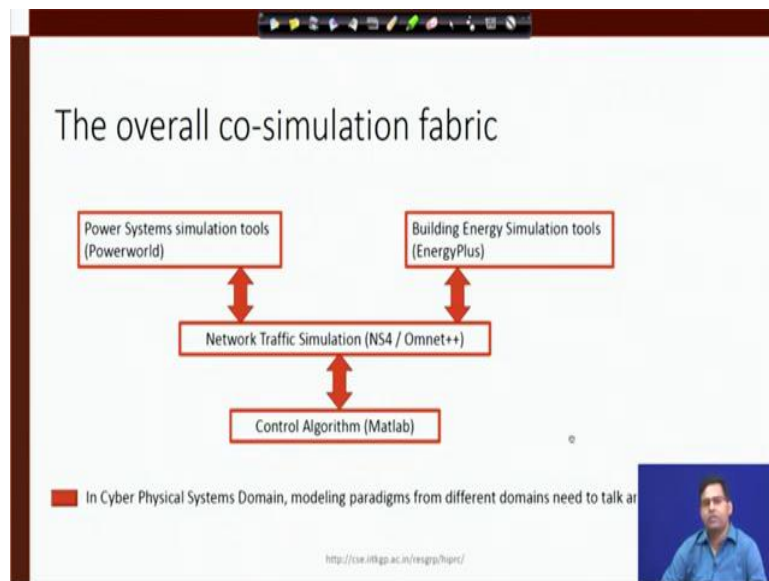 The overall co-simulation fabric
Power Systems simulation tools
(Powerworld)
Building Energy Simulation tools
(EnergyPlus)
Network Traffic Simulation (NS4 / Omnet++)
Control Algorithm (Matlab)
In Cyber Physical Systems Domain, modeling paradigms from different domains need to talk
http://cse.iitkgp.ac.in/resgrp/hiprc/